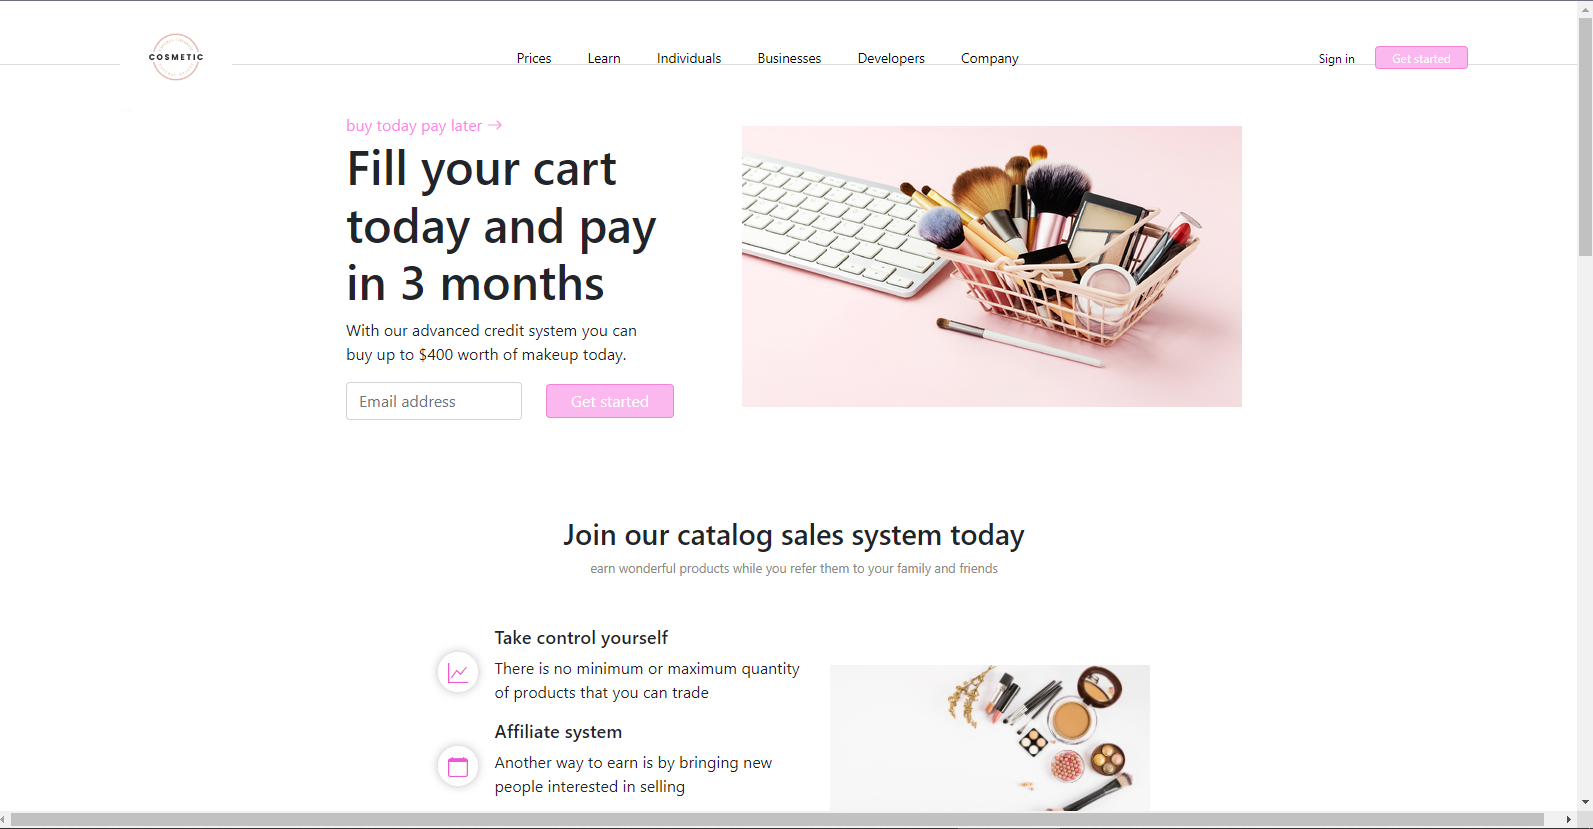 COSMETIC
Prices
Learn
Individuals
Businesses
Developers
Company
Sign in
Get started
buy today pay later →
Fill your cart
today and pay
in 3 months
With our advanced credit system you can
buy up to $400 worth of makeup today.
Email address
Get started
Join our catalog sales system today
earn wonderful products while you refer them to your family and friends
Take control yourself
There is no minimum or maximum quantity
of products that you can trade
Affiliate system
Another way to earn is by bringing new
people interested in selling